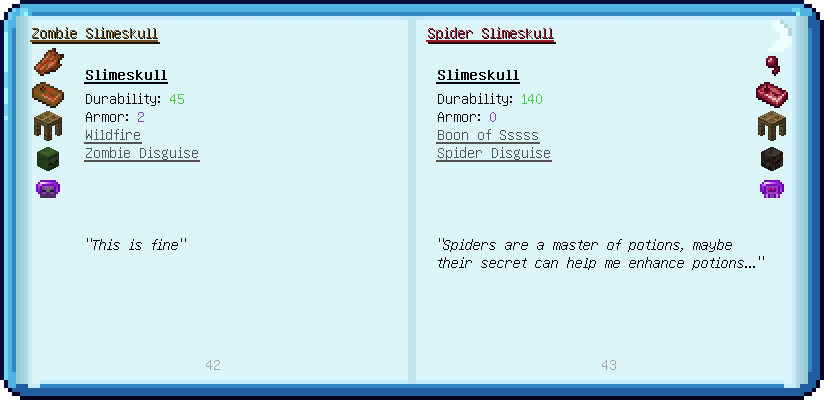 Zombie Slimeskull
Slimeskull
Durability: 45
Armor: 2
Wildfire
Zombie Disguise
"This is fine"
42
Spider Slimeskull
Slimeskull
Durability: 140
Armor: 0
Boon of Sssss
Spider Disguise
"Spiders are a master of potions, maybe
their secret can help me enhance potions..."
43